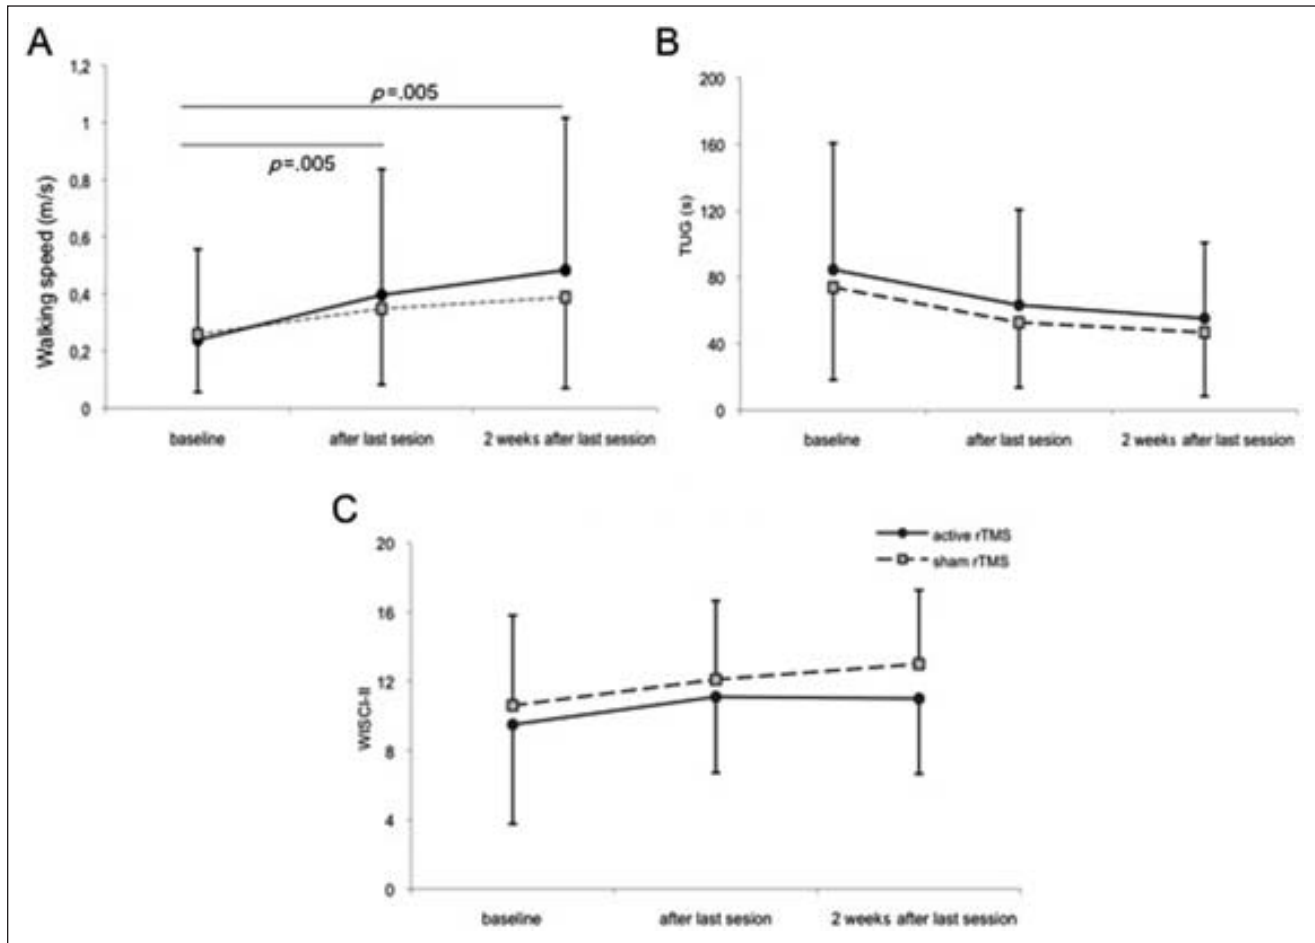 A
Walking speed (m/s)
1,2
1
0,8
0,6
0,4
0,2
0
p=.005
p=.005
baseline
after last sesion
2 weeks after last session
B
TUG (s)
200
160
120
80
40
0
baseline
after last sesion
2 weeks after last session
C
WISCI-II
20
16
12
8
4
0
active rTMS
sham rTMS
baseline
after last sesion
2 weeks after last session